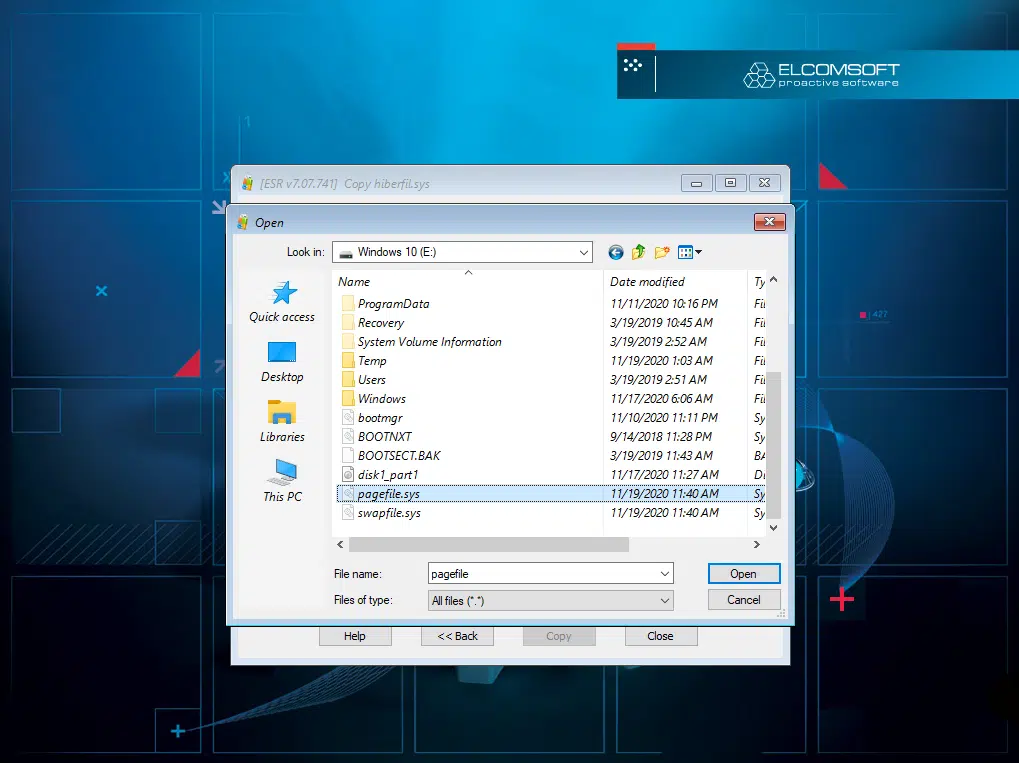 ELCOMSOFT
proactive software
1
[ESR v7.07.741] Copy hiberfil.sys
Open
Look in: Windows 10 (E:)
Name Date modified Ty
ProgramData 11/11/2020 10:16 PM Fil
Recovery 3/19/2019 10:45 AM Fil
System Volume Information 3/19/2019 2:52 AM Fil
Temp 11/19/2020 1:03 AM Fil
Users 3/19/2019 2:51 AM Fil
Windows 11/17/2020 6:06 AM Fil
bootmgr 11/10/2020 11:11 PM Sy
BOOTNXT 9/14/2018 11:28 PM Sy
BOOTSECT.BAK 3/19/2019 11:43 AM BA
disk1_part1 11/17/2020 11:27 AM Di
pagefile.sys 11/19/2020 11:40 AM Sy
swapfile.sys 11/19/2020 11:40 AM Sy
Quick access
Desktop
Libraries
This PC
427
File name: pagefile Open
Files of type: All files (*.*) Cancel
Help << Back Copy Close